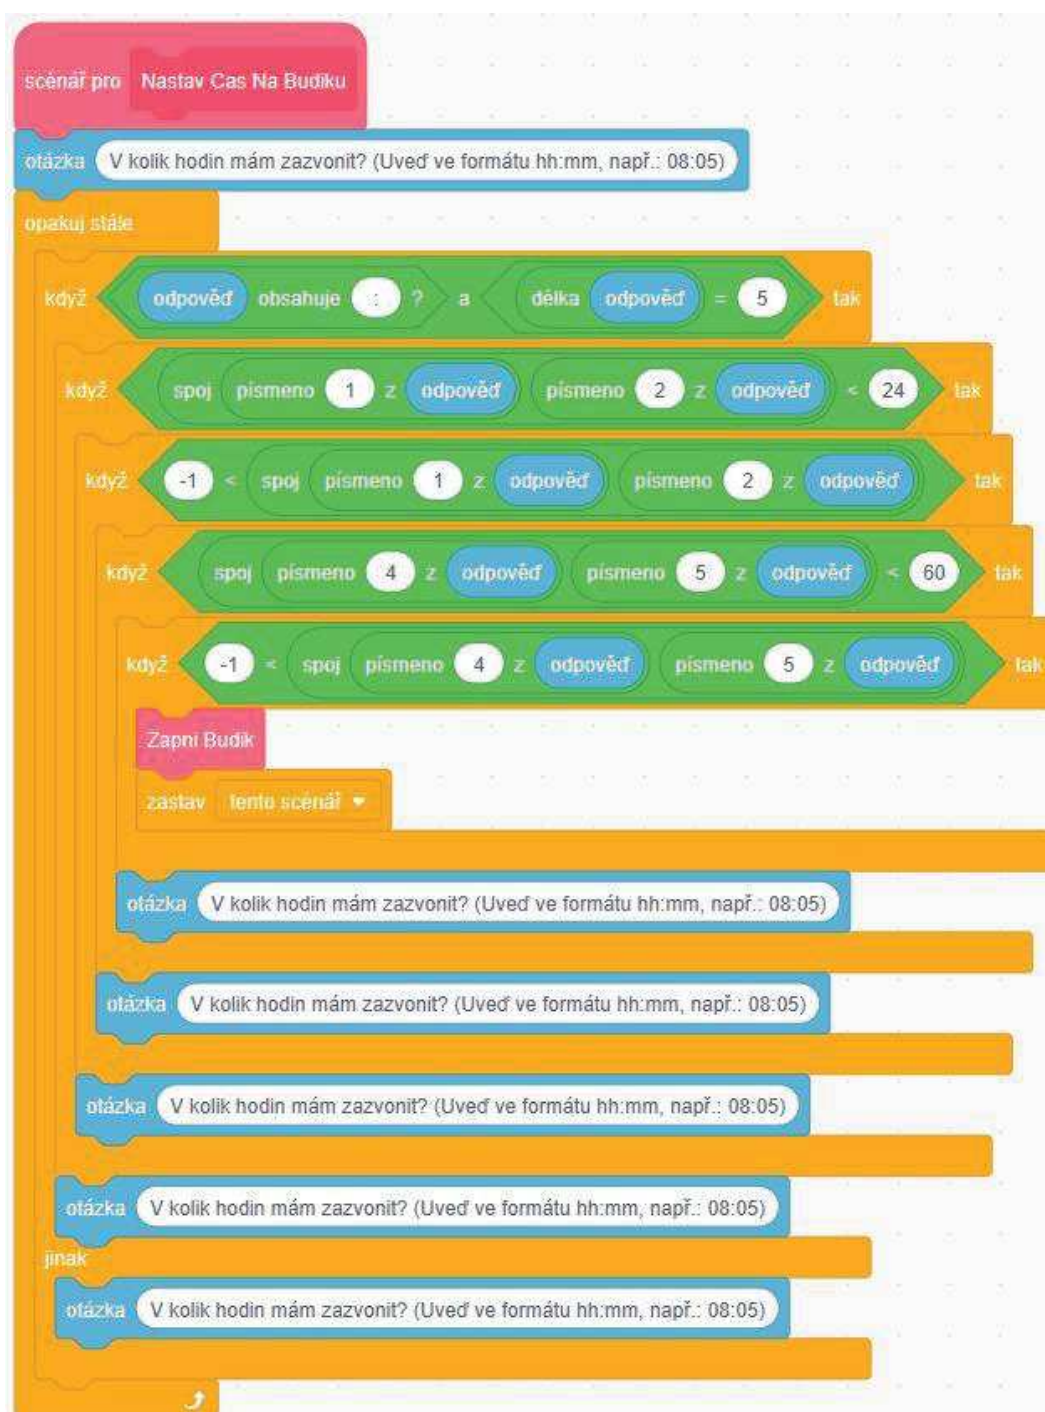 scénář pro Nastav Cas Na Budiku
otázka V kolik hodin mám zazvonit? (Uveď ve formátu hh:mm, např.: 08:05)
opakuj stále
když odpověď obsahuje : ? a délka odpověď = 5 tak
když spoj písmeno 1 z odpověď písmeno 2 z odpověď < 24 tak
když -1 < spoj písmeno 1 z odpověď písmeno 2 z odpověď tak
když spoj písmeno 4 z odpověď písmeno 5 z odpověď < 60 tak
když -1 < spoj písmeno 4 z odpověď písmeno 5 z odpověď tak
Zapni Budik
zastav tento scénář
otázka V kolik hodin mám zazvonit? (Uveď ve formátu hh:mm, např.: 08:05)
otázka V kolik hodin mám zazvonit? (Uveď ve formátu hh:mm, např.: 08:05)
otázka V kolik hodin mám zazvonit? (Uveď ve formátu hh:mm, např.: 08:05)
otázka V kolik hodin mám zazvonit? (Uveď ve formátu hh:mm, např.: 08:05)
jinak
otázka V kolik hodin mám zazvonit? (Uveď ve formátu hh:mm, např.: 08:05)